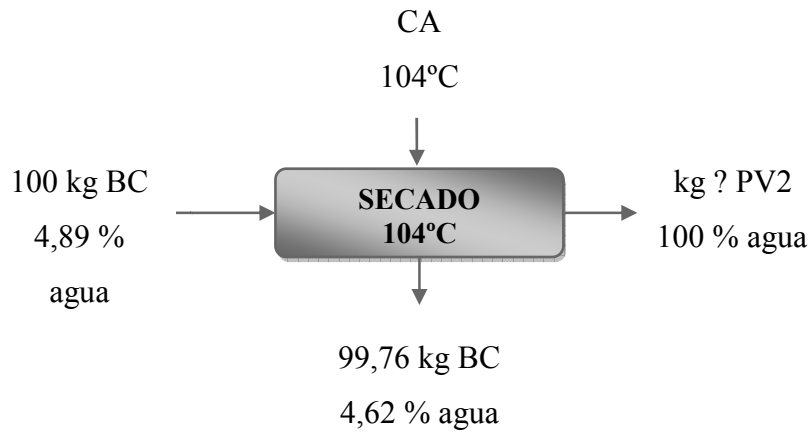 CA
104ºC
100 kg BC
4,89 %
agua
SECADO
104ºC
kg ? PV2
100 % agua
99,76 kg BC
4,62 % agua